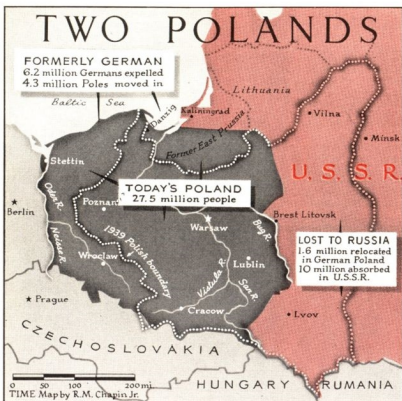 TWO POLANDS
FORMERLY GERMAN
6.2 million Germans expelled
4.3 million Poles moved in
Baltic Sea
Danzig
Kaliningrad
Lithuania
Former East Prussia
Vilna
Minsk
U.S.S.R.
Stettin
TODAY'S POLAND
27.5 million people
Berlin
Oder R.
Poznan
Warsaw
Bug R.
Brest Litovsk
Neisse R.
1939 Polish boundary
LOST TO RUSSIA
1.6 million relocated
in German Poland
10 million absorbed
in U.S.S.R.
Wroclaw
Lublin
Vistula R.
San R.
Prague
Cracow
Lvov
CZECHOSLOVAKIA
HUNGARY
RUMANIA
0 50 100 200 mi.
TIME Map by R.M. Chapin Jr.